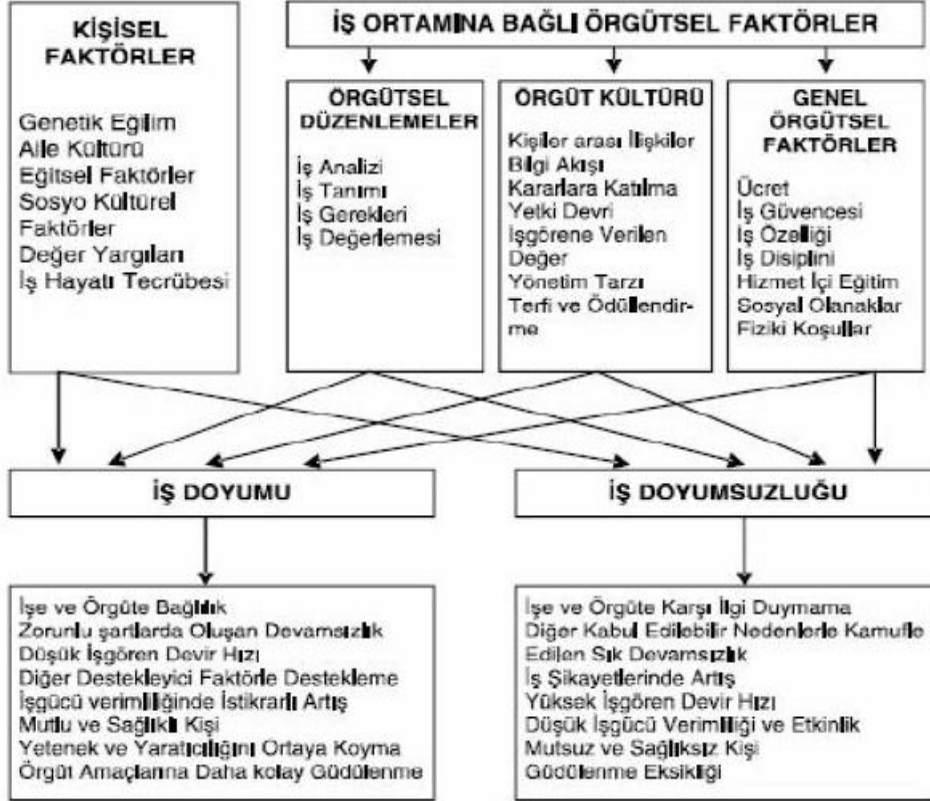 KİŞİSEL
FAKTÖRLER
Genetik Eğilim
Aile Kültürü
Eğitsel Faktörler
Sosyo Kültürel
Faktörler
Değer Yargıları
İş Hayatı Tecrübesi
İŞ ORTAMINA BAĞLI ÖRGÜTSEL FAKTÖRLER
ÖRGÜTSEL
DÜZENLEMELER
İş Analizi
İş Tanımı
İş Gerekleri
İş Değerlemesi
ÖRGÜT KÜLTÜRÜ
Kişiler arası İlişkiler
Bilgi Akışı
Kararlara Katılma
Yetki Devri
İşgörene Verilen
Değer
Yönetim Tarzı
Terfi ve Ödüllendir-
me
GENEL
ÖRGÜTSEL
FAKTÖRLER
Ücret
İş Güvencesi
İş Özelliği
İş Disiplini
Hizmet İçi Eğitim
Sosyal Olanaklar
Fiziki Koşullar
İŞ DOYUMU
İŞ DOYUMSUZLUĞU
İşe ve Örgüte Bağlılık
Zorunlu şartlarda Oluşan Devamsızlık
Düşük İşgören Devir Hızı
Diğer Destekleyici Faktörle Destekleme
İşgücü verimliliğinde İstikrarlı Artış
Mutlu ve Sağlıklı Kişi
Yetenek ve Yaratıcılığını Ortaya Koyma
Örgüt Amaçlarına Daha kolay Güdülenme
İşe ve Örgüte Karşı İlgi Duymama
Diğer Kabul Edilebilir Nedenlerle Kamufle
Edilen Sık Devamsızlık
İş Şikayetlerinde Artış
Yüksek İşgören Devir Hızı
Düşük İşgücü Verimliliği ve Etkinlik
Mutsuz ve Sağlıksız Kişi
Güdülenme Eksikliği